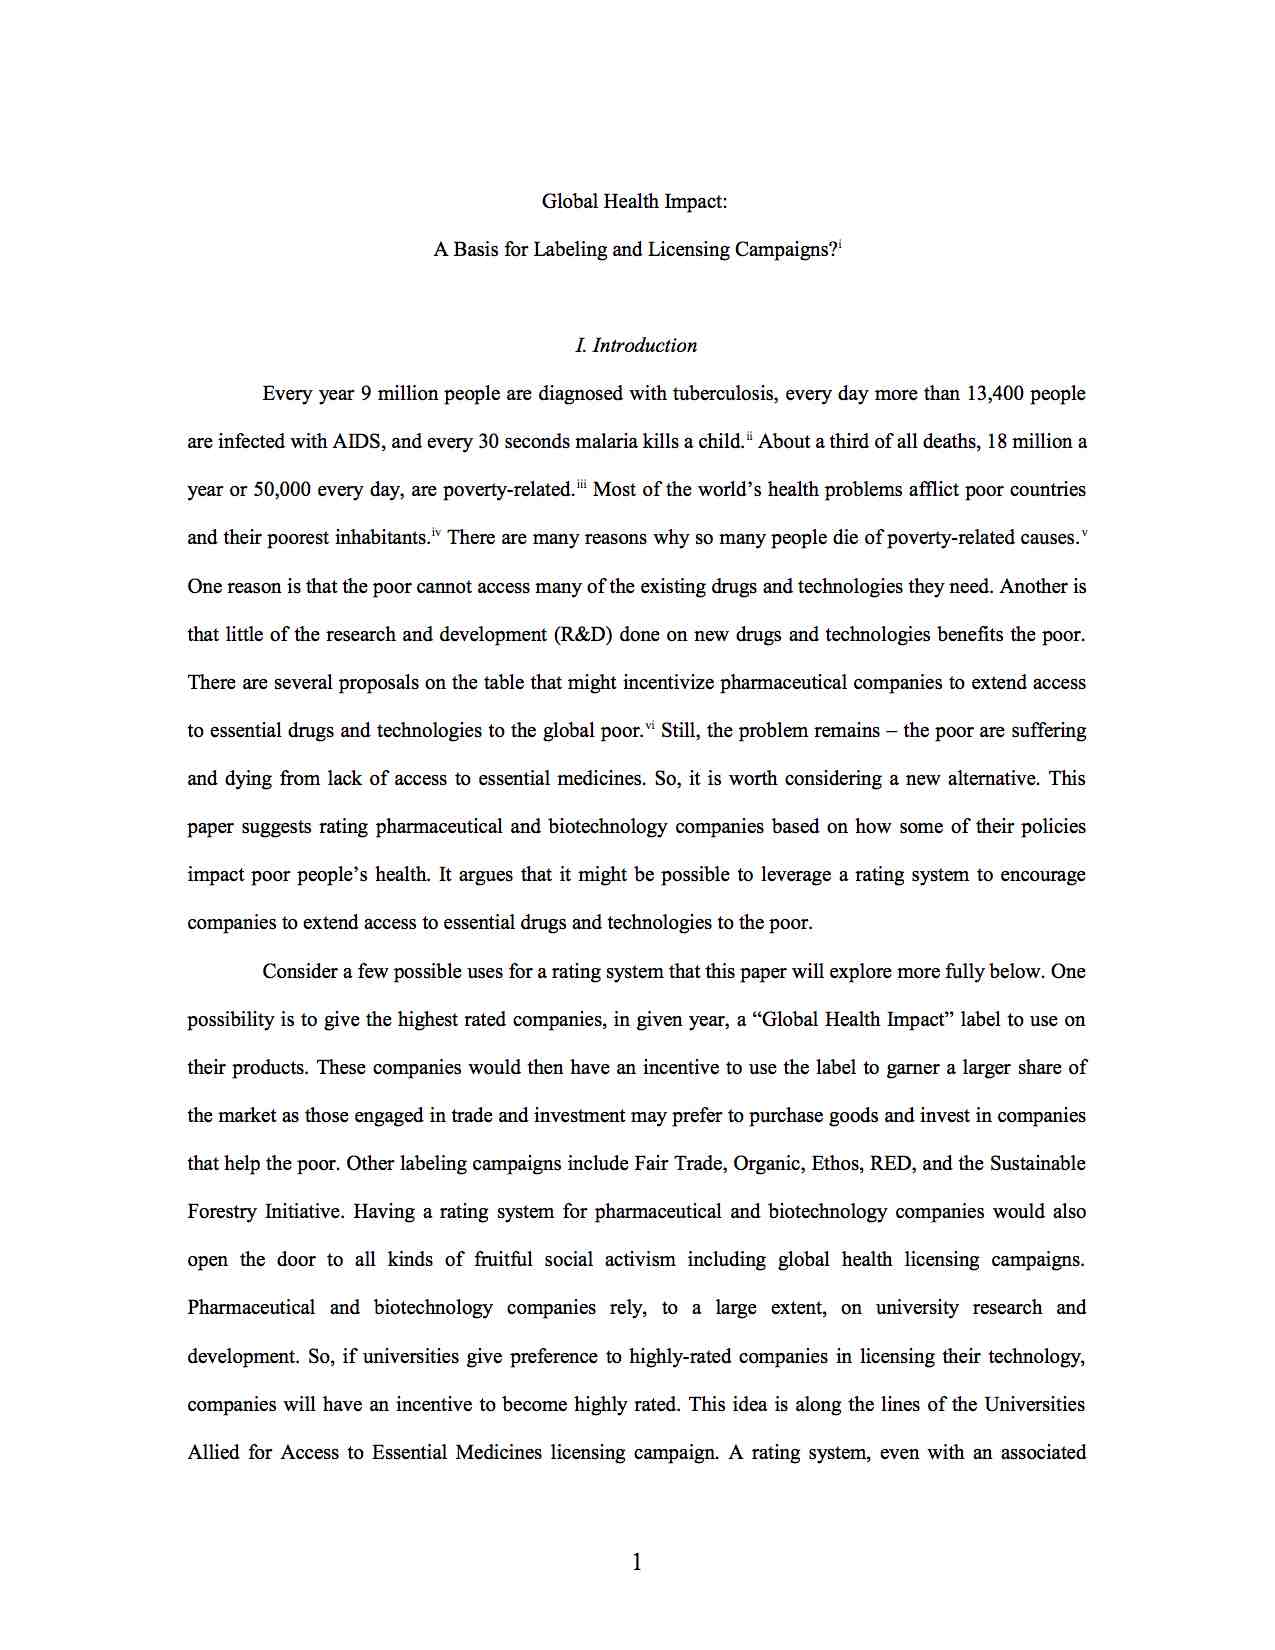 Global Health Impact:
A Basis for Labeling and Licensing Campaigns?i
I. Introduction
Every year 9 million people are diagnosed with tuberculosis, every day more than 13,400 people
are infected with AIDS, and every 30 seconds malaria kills a child.ii About a third of all deaths, 18 million a
year or 50,000 every day, are poverty-related.iii Most of the world’s health problems afflict poor countries
and their poorest inhabitants.iv There are many reasons why so many people die of poverty-related causes.v
One reason is that the poor cannot access many of the existing drugs and technologies they need. Another is
that little of the research and development (R&D) done on new drugs and technologies benefits the poor.
There are several proposals on the table that might incentivize pharmaceutical companies to extend access
to essential drugs and technologies to the global poor.vi Still, the problem remains – the poor are suffering
and dying from lack of access to essential medicines. So, it is worth considering a new alternative. This
paper suggests rating pharmaceutical and biotechnology companies based on how some of their policies
impact poor people’s health. It argues that it might be possible to leverage a rating system to encourage
companies to extend access to essential drugs and technologies to the poor.
Consider a few possible uses for a rating system that this paper will explore more fully below. One
possibility is to give the highest rated companies, in given year, a “Global Health Impact” label to use on
their products. These companies would then have an incentive to use the label to garner a larger share of
the market as those engaged in trade and investment may prefer to purchase goods and invest in companies
that help the poor. Other labeling campaigns include Fair Trade, Organic, Ethos, RED, and the Sustainable
Forestry Initiative. Having a rating system for pharmaceutical and biotechnology companies would also
open the door to all kinds of fruitful social activism including global health licensing campaigns.
Pharmaceutical and biotechnology companies rely, to a large extent, on university research and
development. So, if universities give preference to highly-rated companies in licensing their technology,
companies will have an incentive to become highly rated. This idea is along the lines of the Universities
Allied for Access to Essential Medicines licensing campaign. A rating system, even with an associated
1